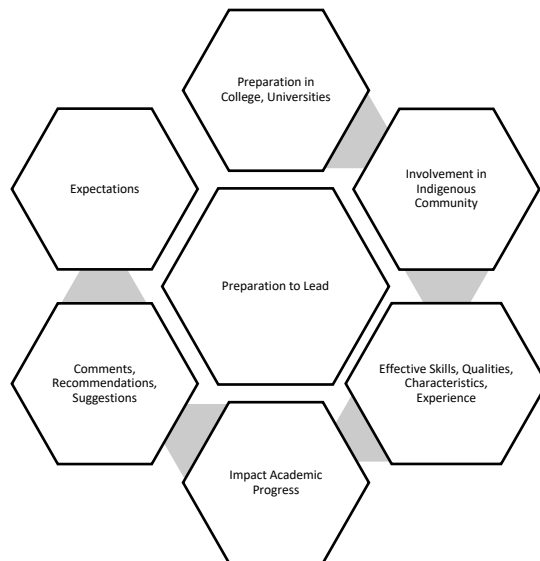 Preparation in
College, Universities
Involvement in
Indigenous
Community
Effective Skills, Qualities,
Characteristics,
Experience
Impact Academic
Progress
Comments,
Recommendations,
Suggestions
Expectations
Preparation to Lead